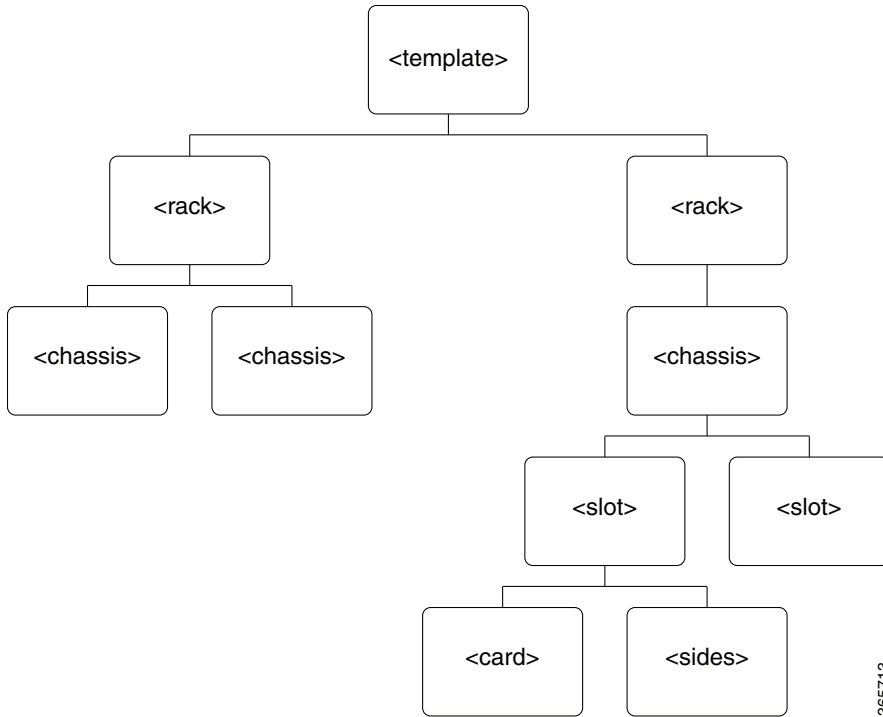 <template>
<rack>
<rack>
<chassis>
<chassis>
<chassis>
<slot>
<slot>
<card>
<sides>